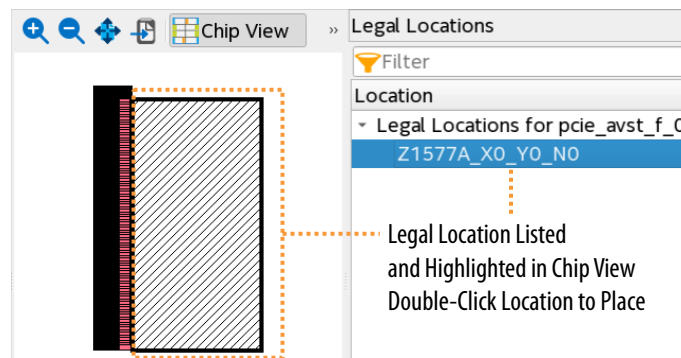 Chip View
»
Legal Locations
Filter
Location
Legal Locations for pcie_avst_f_0
Z1577A_X0_Y0_N0
Legal Location Listed
and Highlighted in Chip View
Double-Click Location to Place